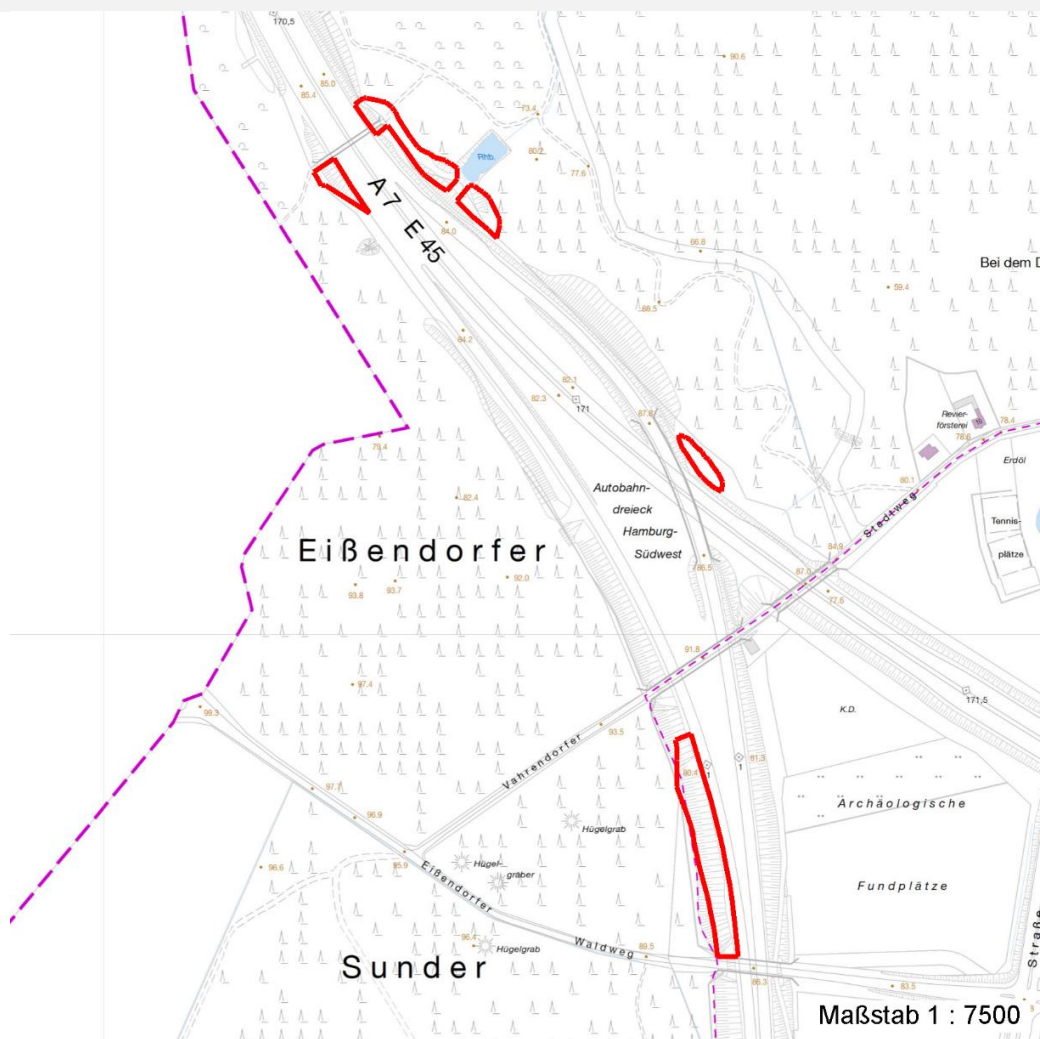 170,5
90.6
85.0
85.4
73.4
Rhb.
80.2
77.6
A 7 E 45
84.0
66.8
Bei dem D
59.4
68.5
84.2
82.1
82.3
171
87.8
Revier-
försterei
78.4
78.6
79.4
Erdöl
80.1
Autobahn-
dreieck
Hamburg-
Südwest
82.4
Stadtweg
Tennis-
plätze
84.9
Eißendorfer
86.5
87.0
92.0
93.8
93.7
77.6
91.8
97.4
171,5
99.3
K.D.
93.5
Vahrendorfer
81.3
80.4
1
1
97.7
Archäologische
96.9
Hügelgrab
95.9
96.6
Hügel-
gräber
Eißendorfer
Fundplätze
96.4
Hügelgrab
Waldweg
89.5
Straße
Sunder
86.3
83.5
Maßstab 1 : 7500